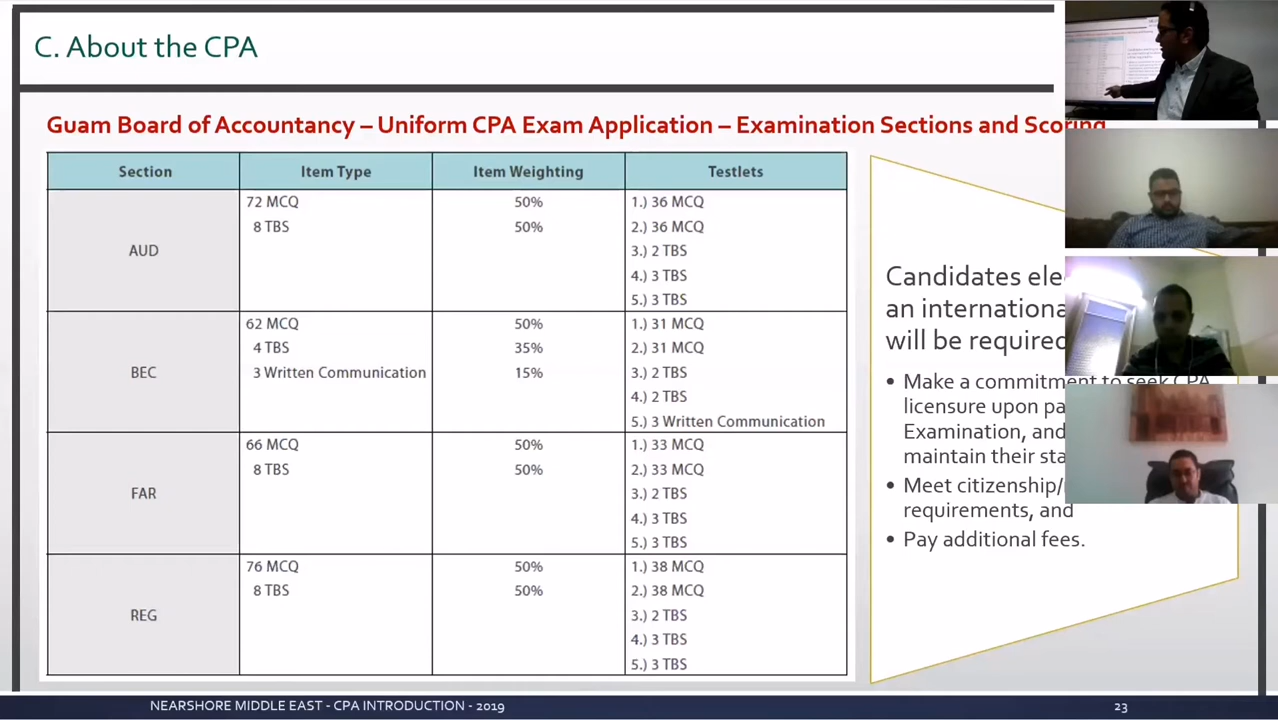 C. About the CPA
Guam Board of Accountancy – Uniform CPA Exam Application – Examination Sections and Scoring
Section Item Type Item Weighting Testlets
AUD
72 MCQ 50% 1.) 36 MCQ
8 TBS 50% 2.) 36 MCQ
3.) 2 TBS
4.) 3 TBS
5.) 3 TBS
BEC
62 MCQ 50% 1.) 31 MCQ
4 TBS 35% 2.) 31 MCQ
3 Written Communication 15% 3.) 2 TBS
4.) 2 TBS
5.) 3 Written Communication
FAR
66 MCQ 50% 1.) 33 MCQ
8 TBS 50% 2.) 33 MCQ
3.) 2 TBS
4.) 3 TBS
5.) 3 TBS
REG
76 MCQ 50% 1.) 38 MCQ
8 TBS 50% 2.) 38 MCQ
3.) 2 TBS
4.) 3 TBS
5.) 3 TBS
Candidates
an
will be required
• Make a commitment to seek CPA
licensure upon
Examination, and
maintain their
• Meet
requirements, and
• Pay additional fees.
NEARSHORE MIDDLE EAST - CPA INTRODUCTION - 2019
23